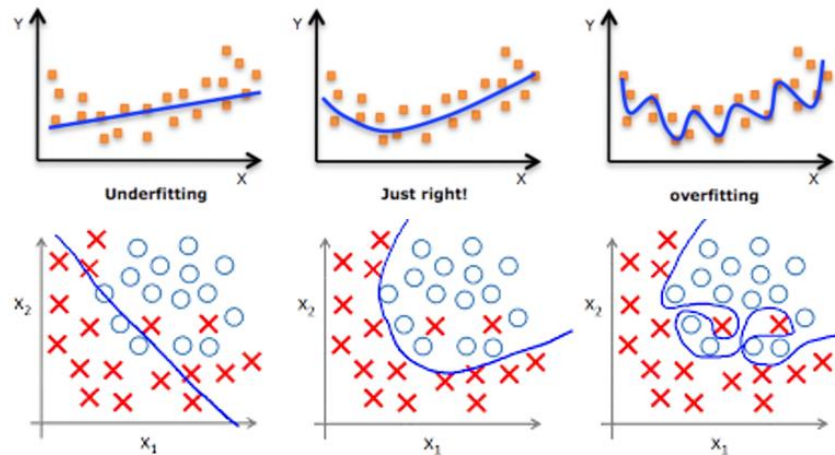 Y
X
Y
X
Y
X
Underfitting
Just right!
overfitting
X2
X1
X2
X1
X2
X1